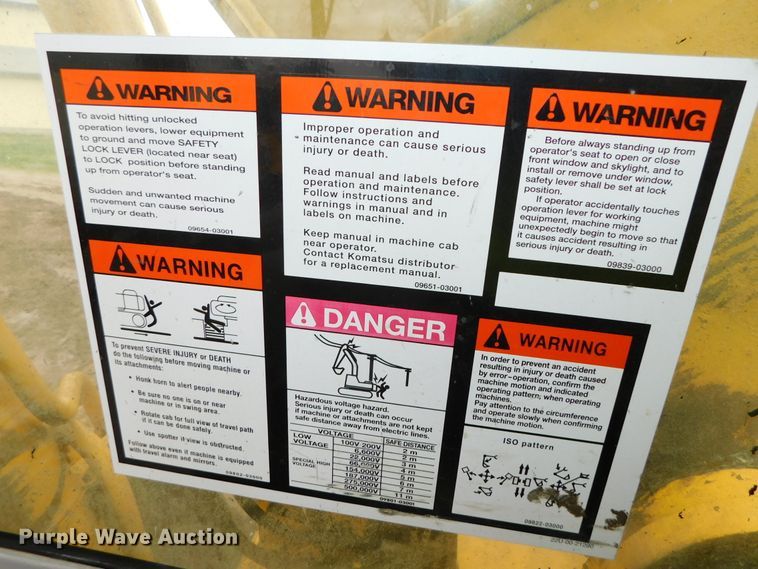 WARNING
To avoid hitting unlocked
operation levers, lower equipment
to ground and move SAFETY
LOCK LEVER (located near seat)
to LOCK position before standing
up from operator's seat.
Sudden and unwanted machine
movement can cause serious
injury or death.
09654-03001
WARNING
Improper operation and
maintenance can cause serious
injury or death.
Read manual and labels before
operation and maintenance.
Follow instructions and
warnings in manual and in
labels on machine.
Keep manual in machine cab
near operator.
Contact Komatsu distributor
for a replacement manual.
09651-03001
WARNING
Before always standing up from
operator's seat to open or close
front window and skylight, and to
install or remove under window,
safety lever shall be set at lock
position.
If operator accidentally touches
operation lever for working
equipment, machine might
unexpectedly begin to move so that
it causes accident resulting in
serious injury or death.
09839-03000
WARNING
To prevent SEVERE INJURY or DEATH
do the following before moving machine or
its attachments:
• Honk horn to alert people nearby.
• Be sure no one is on or near
machine or in swing area.
• Rotate cab for full view of travel path
if it can be done safely.
• Use spotter if view is obstructed.
Follow above even if machine is equipped
with travel alarm and mirrors.
DANGER
Hazardous voltage hazard.
Serious injury or death can occur
if machine or attachments are not kept
safe distance away from electric lines.
VOLTAGE SAFE DISTANCE
LOW VOLTAGE 100V 200V 2 m
6,600V 2 m
SPECIAL HIGH VOLTAGE 22,000V 3 m
66,000V 4 m
154,000V 5 m
187,000V 6 m
275,000V 7 m
500,000V 11 m
09801-03001
WARNING
In order to prevent an accident
resulting in injury or death caused
by error-operation, confirm the
machine motion and indicated
operating pattern, when operating
machines.
Pay attention to the circumference
and operate slowly when confirming
the machine motion.
ISO pattern
09822-03000
Purple Wave Auction